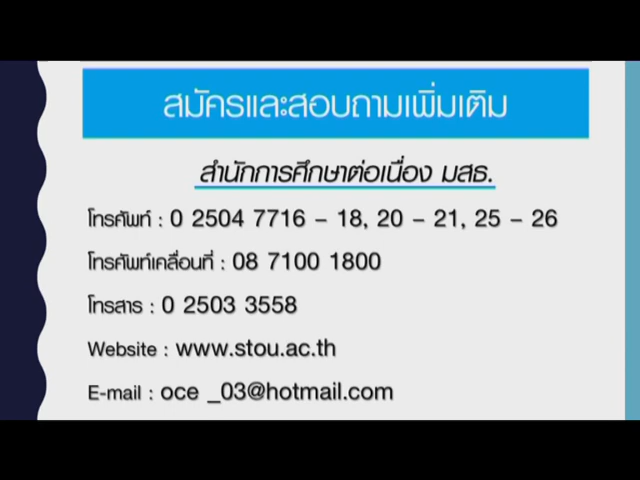 สมัครและสอบถามเพิ่มเติม
สำนักการศึกษาต่อเนื่อง มสธ.
โทรศัพท์ : 0 2504 7716 – 18, 20 – 21, 25 – 26
โทรศัพท์เคลื่อนที่ : 08 7100 1800
โทรสาร : 0 2503 3558
Website : www.stou.ac.th
E-mail : oce _03@hotmail.com